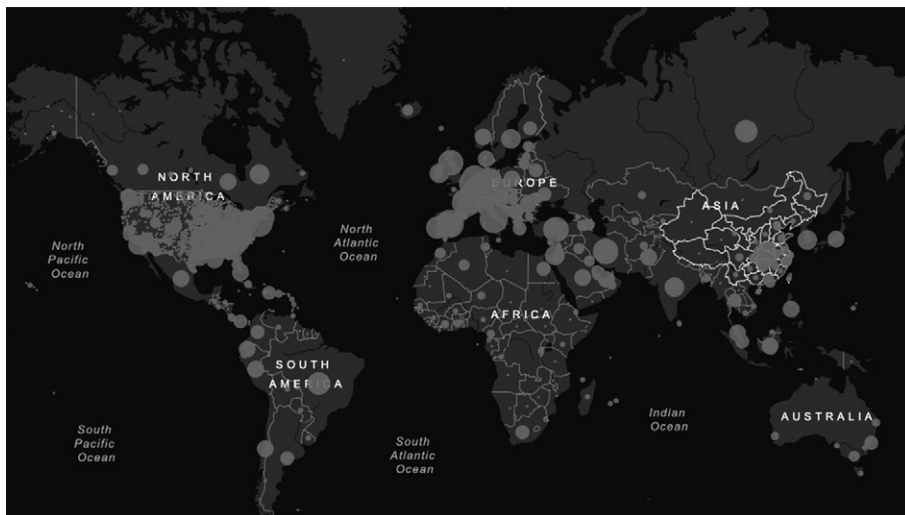 NORTH
AMERICA
EUROPE
ASIA
North
Pacific
Ocean
North
Atlantic
Ocean
AFRICA
SOUTH
AMERICA
South
Pacific
Ocean
South
Atlantic
Ocean
Indian
Ocean
AUSTRALIA